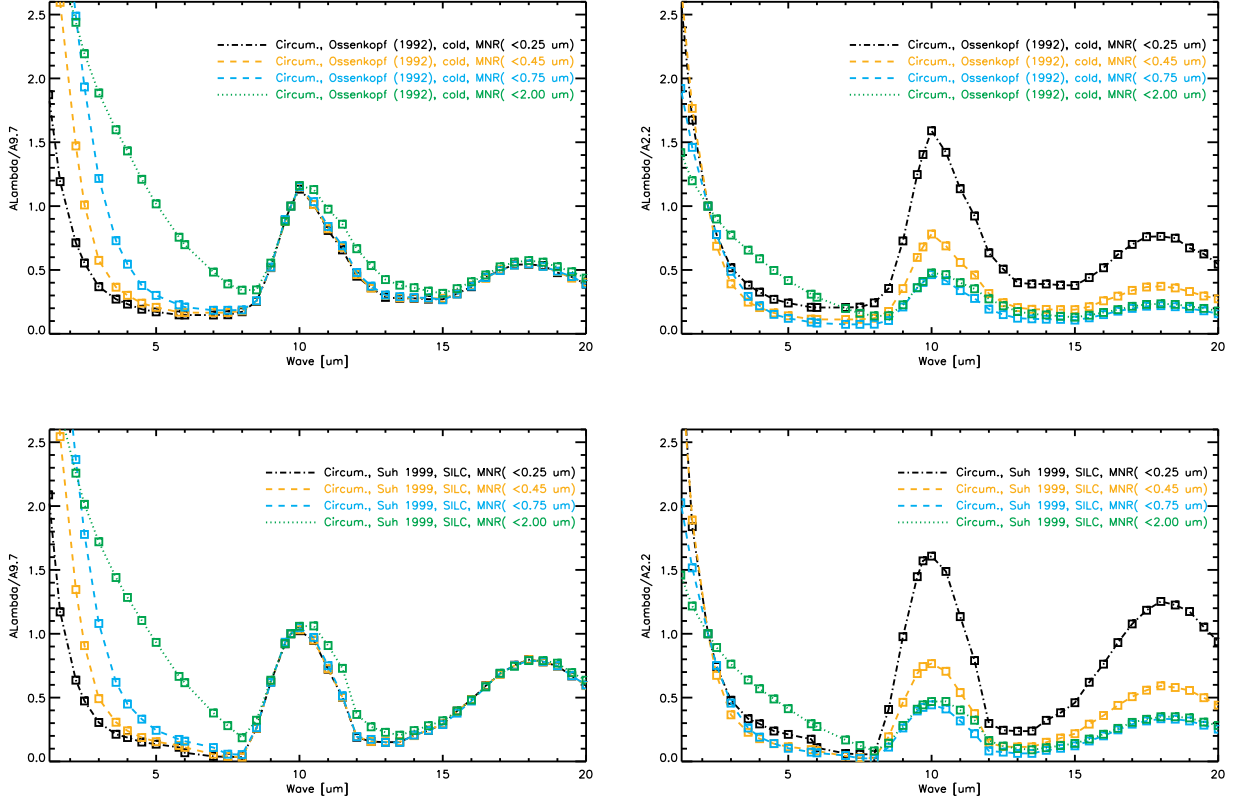 2.5
2.0
1.5
1.0
0.5
0.0
ALambda/A9.7
Circum., Ossenkopf (1992), cold, MNR( <0.25 um)
Circum., Ossenkopf (1992), cold, MNR( <0.45 um)
Circum., Ossenkopf (1992), cold, MNR( <0.75 um)
Circum., Ossenkopf (1992), cold, MNR( <2.00 um)
5 10 15 20
Wave [um]
2.5
2.0
1.5
1.0
0.5
0.0
ALambda/A2.2
Circum., Ossenkopf (1992), cold, MNR( <0.25 um)
Circum., Ossenkopf (1992), cold, MNR( <0.45 um)
Circum., Ossenkopf (1992), cold, MNR( <0.75 um)
Circum., Ossenkopf (1992), cold, MNR( <2.00 um)
5 10 15 20
Wave [um]
2.5
2.0
1.5
1.0
0.5
0.0
ALambda/A9.7
Circum., Suh 1999, SILC, MNR( <0.25 um)
Circum., Suh 1999, SILC, MNR( <0.45 um)
Circum., Suh 1999, SILC, MNR( <0.75 um)
Circum., Suh 1999, SILC, MNR( <2.00 um)
5 10 15 20
Wave [um]
2.5
2.0
1.5
1.0
0.5
0.0
ALambda/A2.2
Circum., Suh 1999, SILC, MNR( <0.25 um)
Circum., Suh 1999, SILC, MNR( <0.45 um)
Circum., Suh 1999, SILC, MNR( <0.75 um)
Circum., Suh 1999, SILC, MNR( <2.00 um)
5 10 15 20
Wave [um]